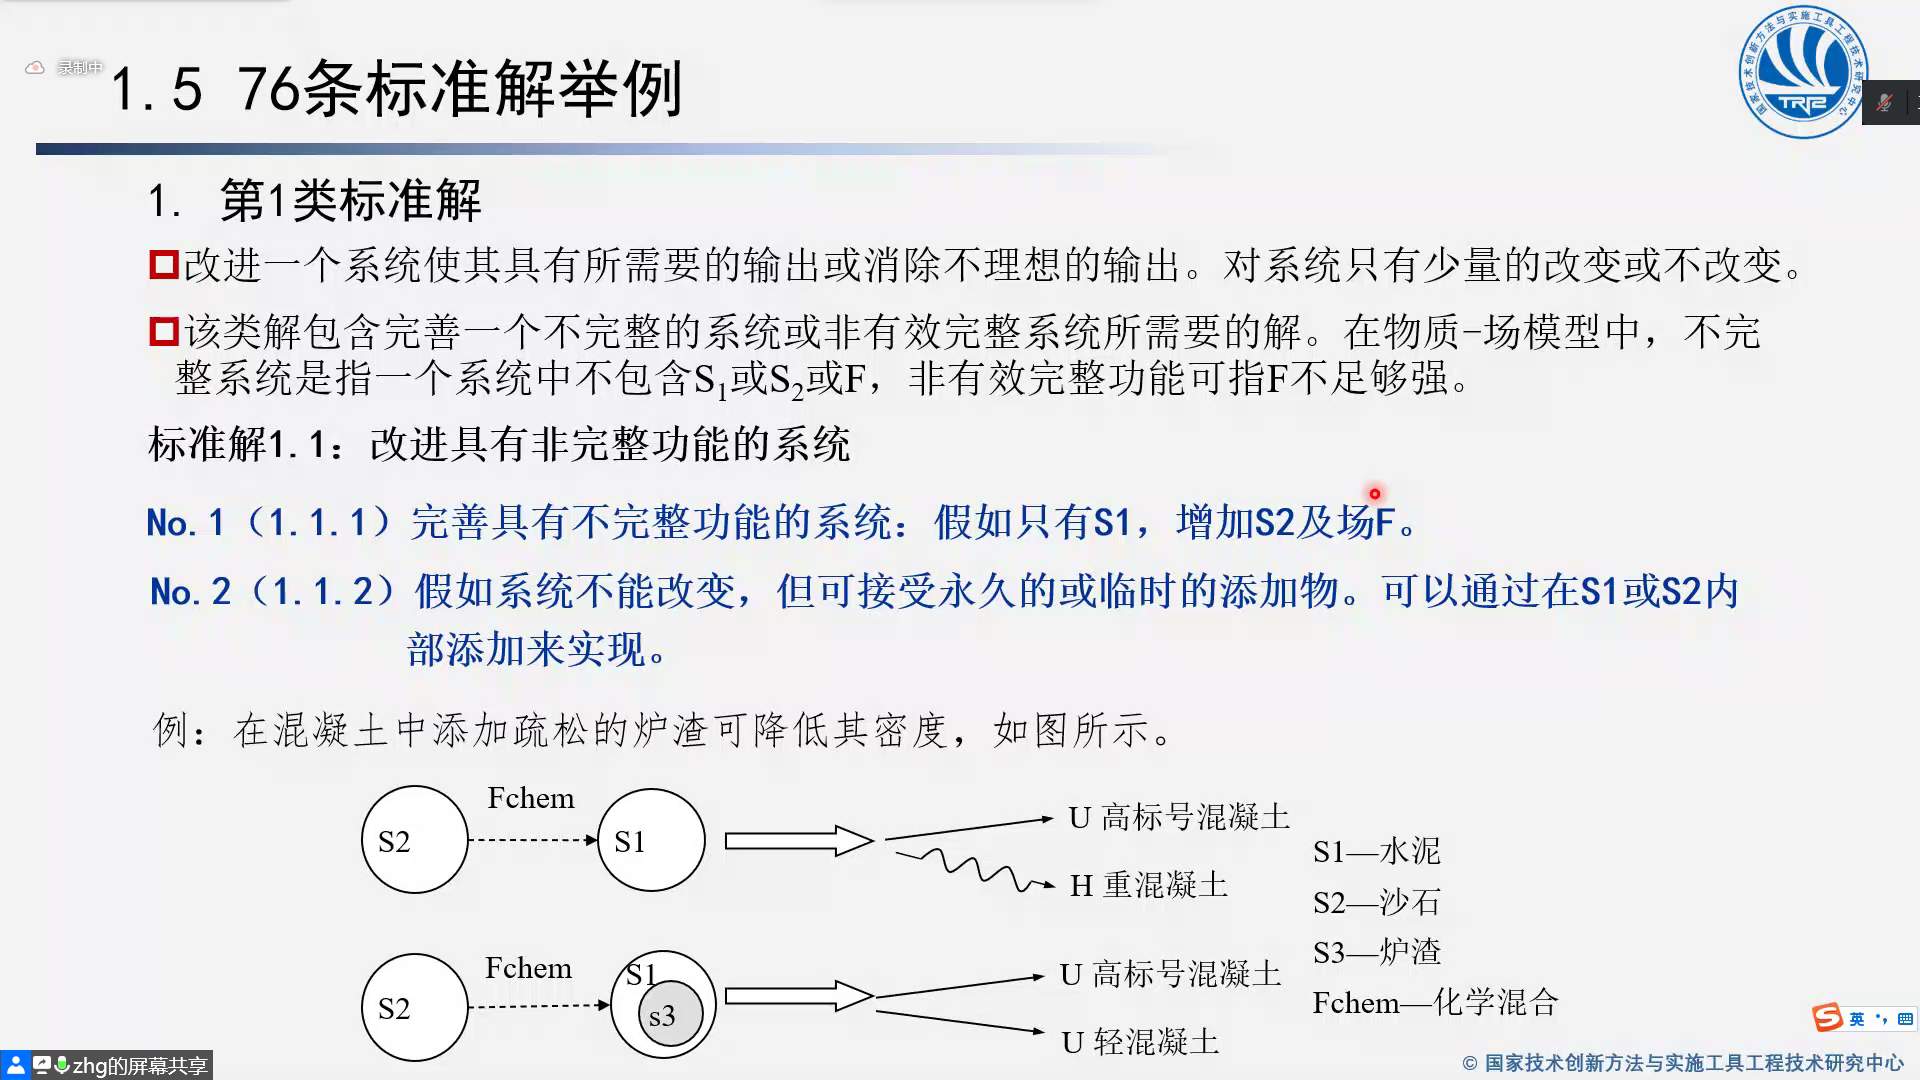 录制中
1.5 76条标准解举例
国家技术创新方法与实施工具工程技术研究中心
TRIZ
1. 第1类标准解
改进一个系统使其具有所需要的输出或消除不理想的输出。对系统只有少量的改变或不改变。
该类解包含完善一个不完整的系统或非有效完整系统所需要的解。在物质-场模型中，不完
整系统是指一个系统中不包含S1或S2或F，非有效完整功能可指F不足够强。
标准解1.1：改进具有非完整功能的系统
No.1（1.1.1）完善具有不完整功能的系统：假如只有S1，增加S2及场F。
No.2（1.1.2）假如系统不能改变，但可接受永久的或临时的添加物。可以通过在S1或S2内
部添加来实现。
例：在混凝土中添加疏松的炉渣可降低其密度，如图所示。
S2 Fchem S1
U 高标号混凝土
H 重混凝土
S2 Fchem S1 s3
U 高标号混凝土
U 轻混凝土
S1—水泥
S2—沙石
S3—炉渣
Fchem—化学混合
英
zhg的屏幕共享
© 国家技术创新方法与实施工具工程技术研究中心